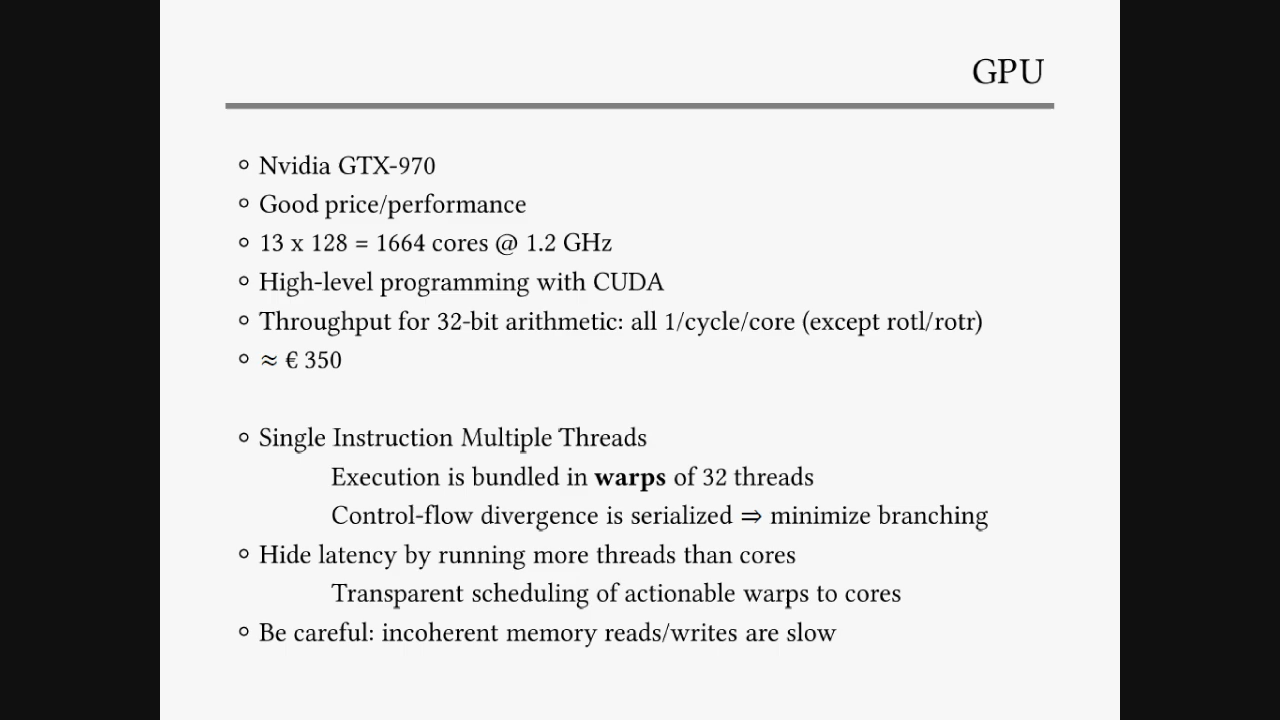 GPU
Nvidia GTX-970
Good price/performance
13 x 128 = 1664 cores @ 1.2 GHz
High-level programming with CUDA
Throughput for 32-bit arithmetic: all 1/cycle/core (except rotl/rotr)
≈ € 350
Single Instruction Multiple Threads
Execution is bundled in warps of 32 threads
Control-flow divergence is serialized ⇒ minimize branching
Hide latency by running more threads than cores
Transparent scheduling of actionable warps to cores
Be careful: incoherent memory reads/writes are slow